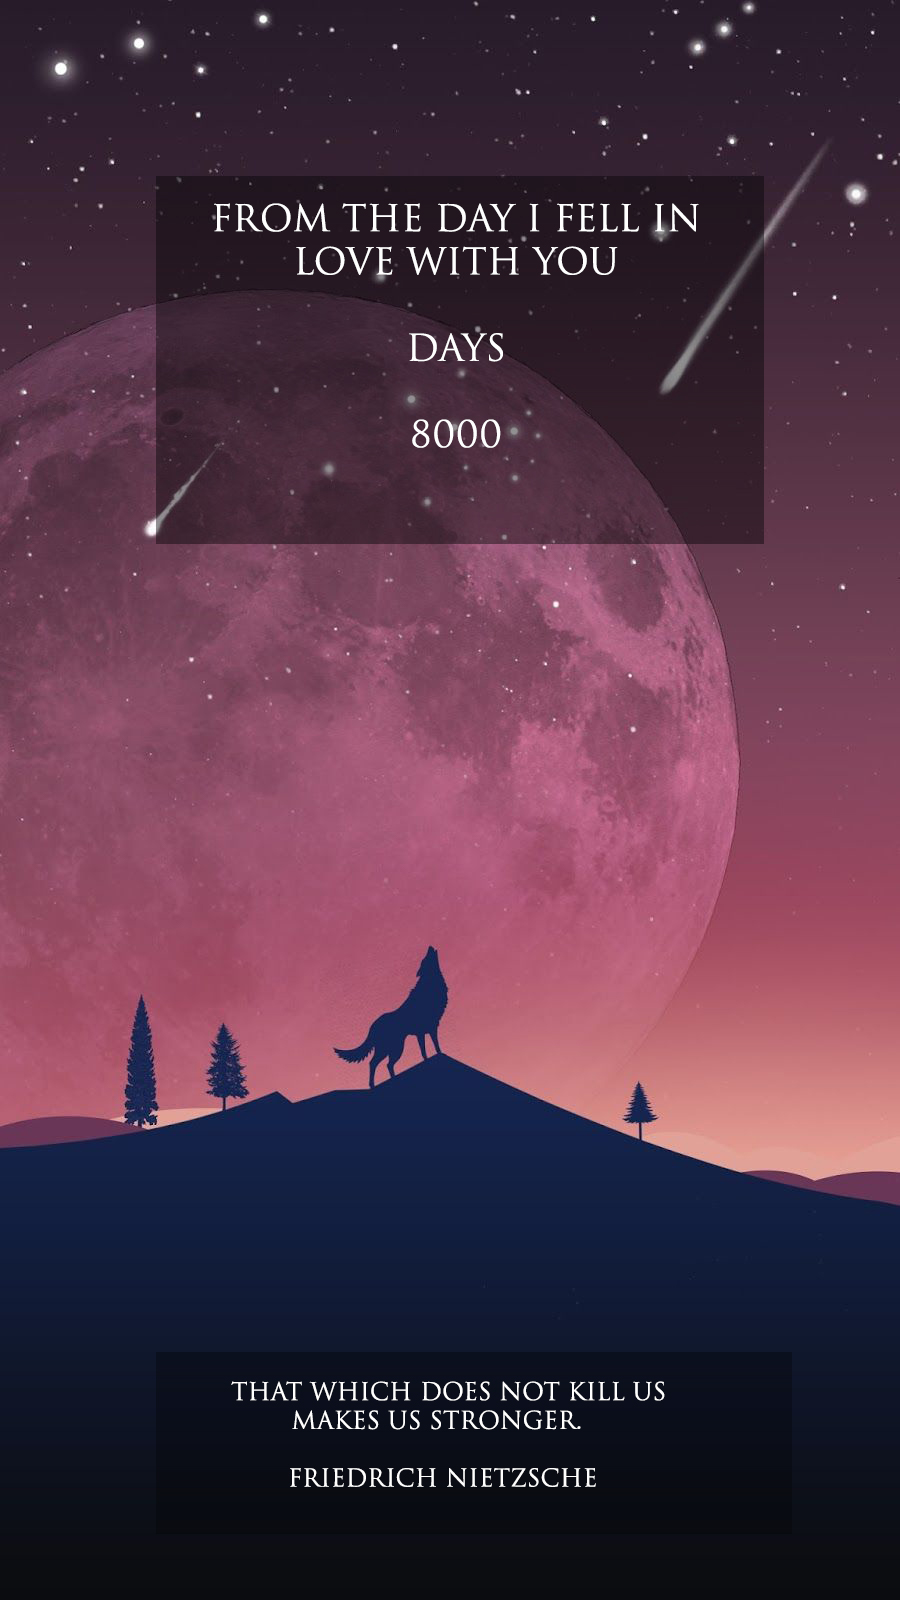 FROM THE DAY I FELL IN
LOVE WITH YOU
DAYS
8000
THAT WHICH DOES NOT KILL US
MAKES US STRONGER.
FRIEDRICH NIETZSCHE